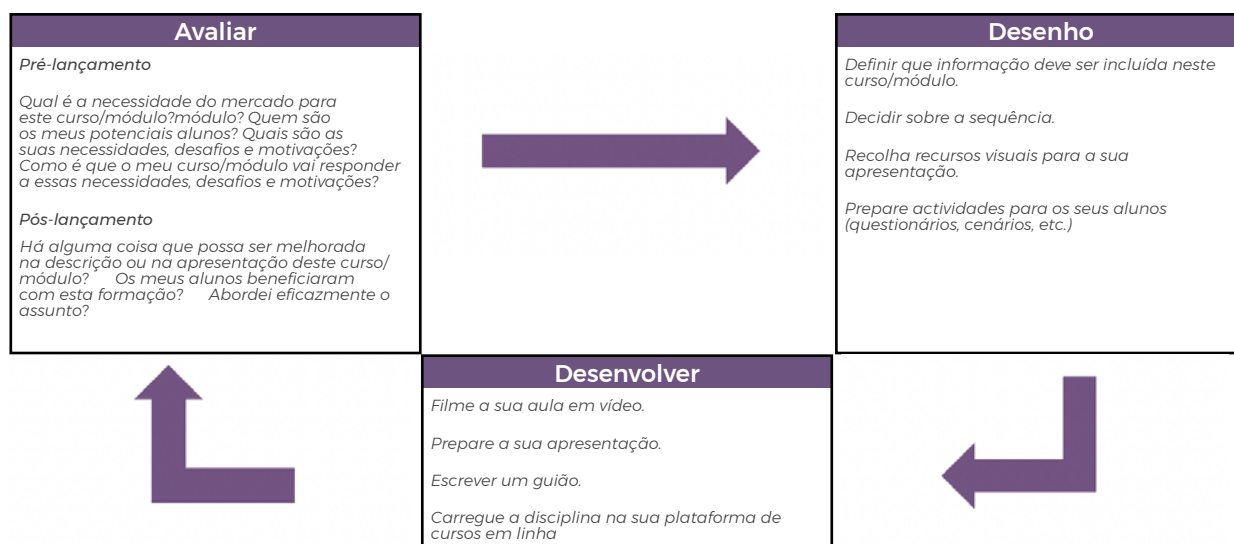 Avaliar
Pré-lançamento
Qual é a necessidade do mercado para
este curso/módulo?módulo? Quem são
os meus potenciais alunos? Quais são as
suas necessidades, desafios e motivações?
Como é que o meu curso/módulo vai responder
a essas necessidades, desafios e motivações?
Pós-lançamento
Há alguma coisa que possa ser melhorada
na descrição ou na apresentação deste curso/
módulo? Os meus alunos beneficiaram
com esta formação? Abordei eficazmente o
assunto?
Desenho
Definir que informação deve ser incluída neste
curso/módulo.
Decidir sobre a sequência.
Recolha recursos visuais para a sua
apresentação.
Prepare actividades para os seus alunos
(questionários, cenários, etc.)
Desenvolver
Filme a sua aula em vídeo.
Prepare a sua apresentação.
Escrever um guião.
Carregue a disciplina na sua plataforma de
cursos em linha